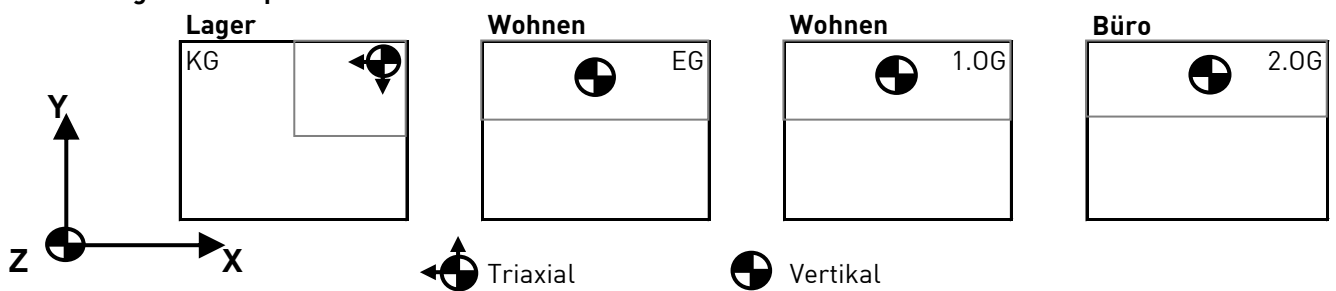 Lager
Wohnen
Wohnen
Büro
KG
EG
1.OG
2.OG
Y
Z
X
Triaxial
Vertikal